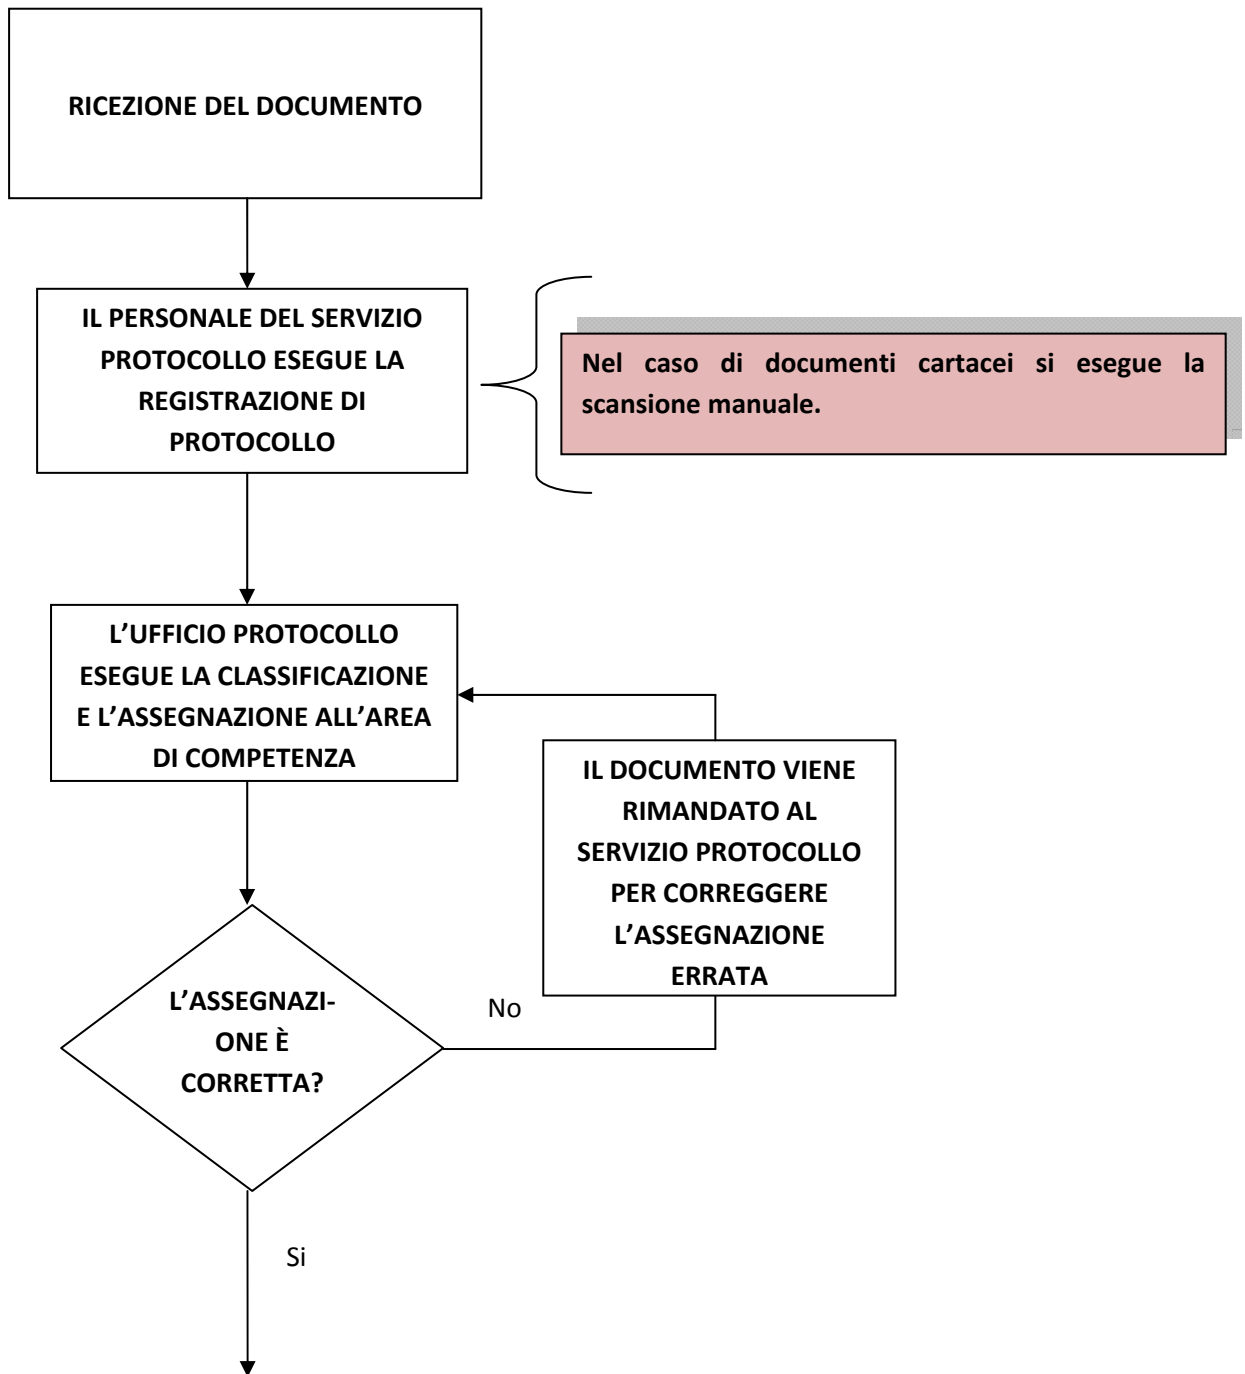 RICEZIONE DEL DOCUMENTO
IL PERSONALE DEL SERVIZIO
PROTOCOLLO ESEGUE LA
REGISTRAZIONE DI
PROTOCOLLO
Nel caso di documenti cartacei si esegue la
scansione manuale.
L’UFFICIO PROTOCOLLO
ESEGUE LA CLASSIFICAZIONE
E L’ASSEGNAZIONE ALL’AREA
DI COMPETENZA
IL DOCUMENTO VIENE
RIMANDATO AL
SERVIZIO PROTOCOLLO
PER CORREGGERE
L’ASSEGNAZIONE
ERRATA
L’ASSEGNAZI-
ONE È
CORRETTA?
No
Si